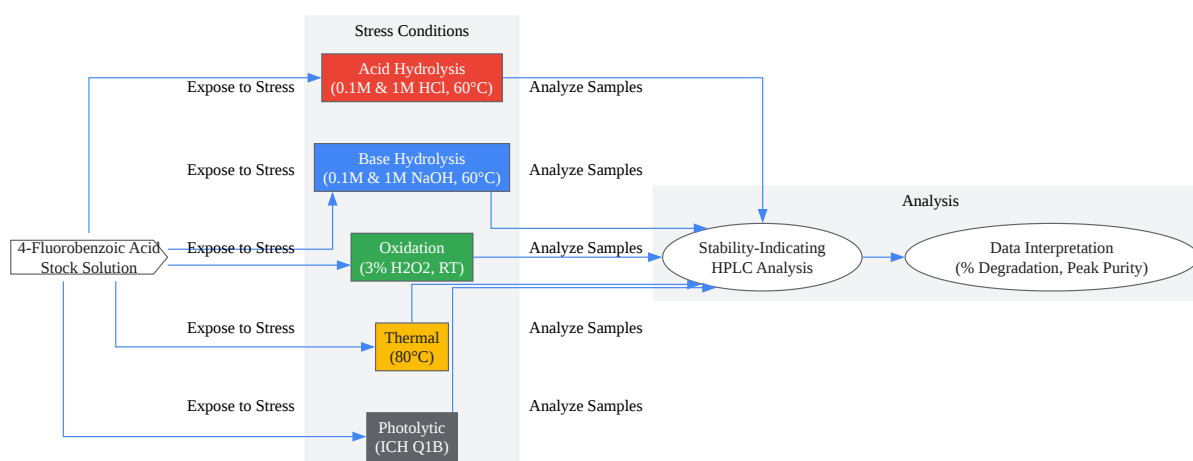 Stress Conditions
Acid Hydrolysis
(0.1M & 1M HCl, 60°C)
Expose to Stress
Analyze Samples
Base Hydrolysis
(0.1M & 1M NaOH, 60°C)
Expose to Stress
Analyze Samples
Analysis
4-Fluorobenzoic Acid
Stock Solution
Expose to Stress
Oxidation
(3% H2O2, RT)
Analyze Samples
Stability-Indicating
HPLC Analysis
Data Interpretation
(% Degradation, Peak Purity)
Expose to Stress
Thermal
(80°C)
Analyze Samples
Expose to Stress
Photolytic
(ICH Q1B)
Analyze Samples